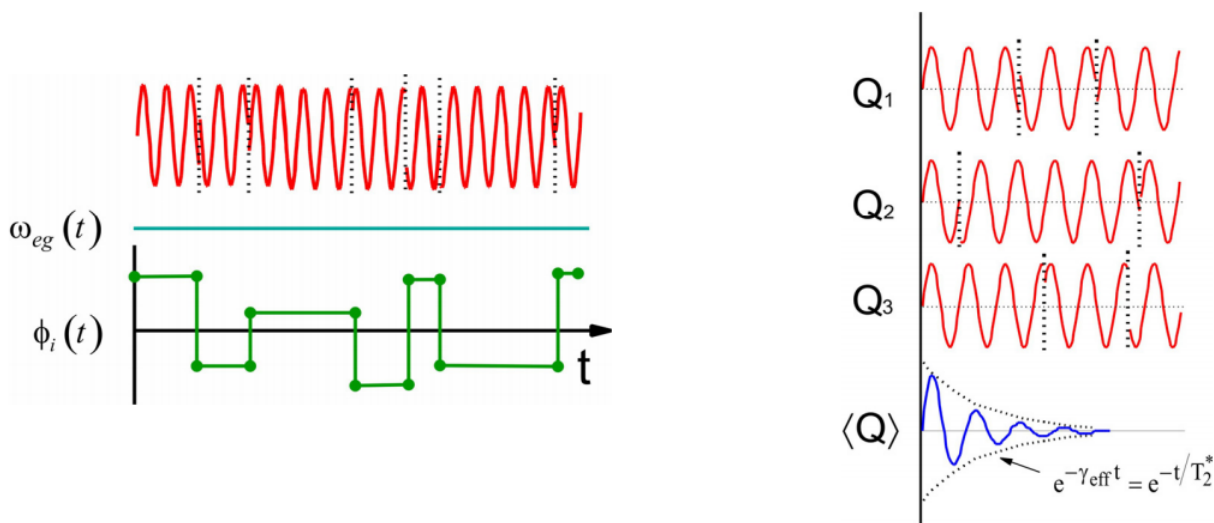 ω_eg (t)
ϕ_i (t)
t
Q₁
Q₂
Q₃
⟨Q⟩
e^{−γ_eff t} = e^{−t/T₂*}